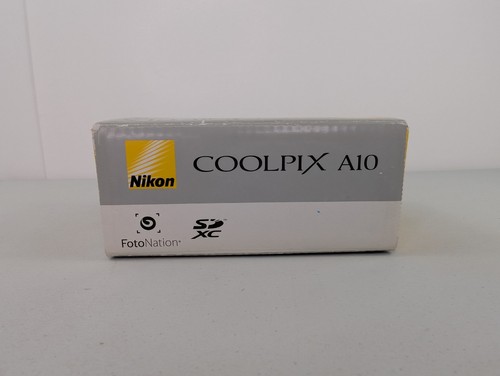 Nikon
COOLPIX A10
FotoNation
SD
XC